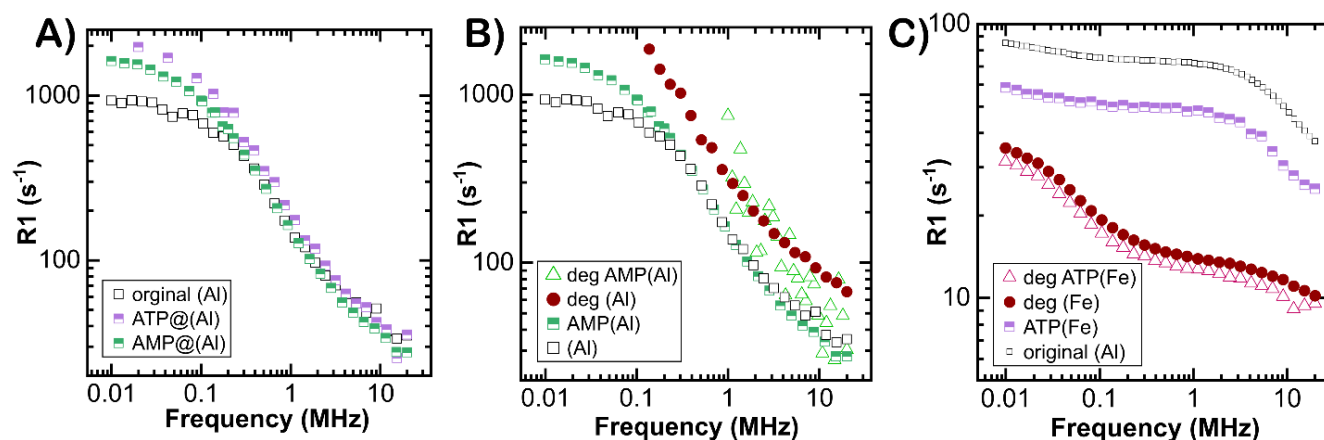 A)
R1 (s⁻¹)
1000
100
orginal (Al)
ATP@(Al)
AMP@(Al)
0.01 0.1 1 10
Frequency (MHz)
B)
R1 (s⁻¹)
1000
100
deg AMP(Al)
deg (Al)
AMP(Al)
(Al)
0.01 0.1 1 10
Frequency (MHz)
C)
R1 (s⁻¹)
100
10
deg ATP(Fe)
deg (Fe)
ATP(Fe)
original (Al)
0.01 0.1 1 10
Frequency (MHz)